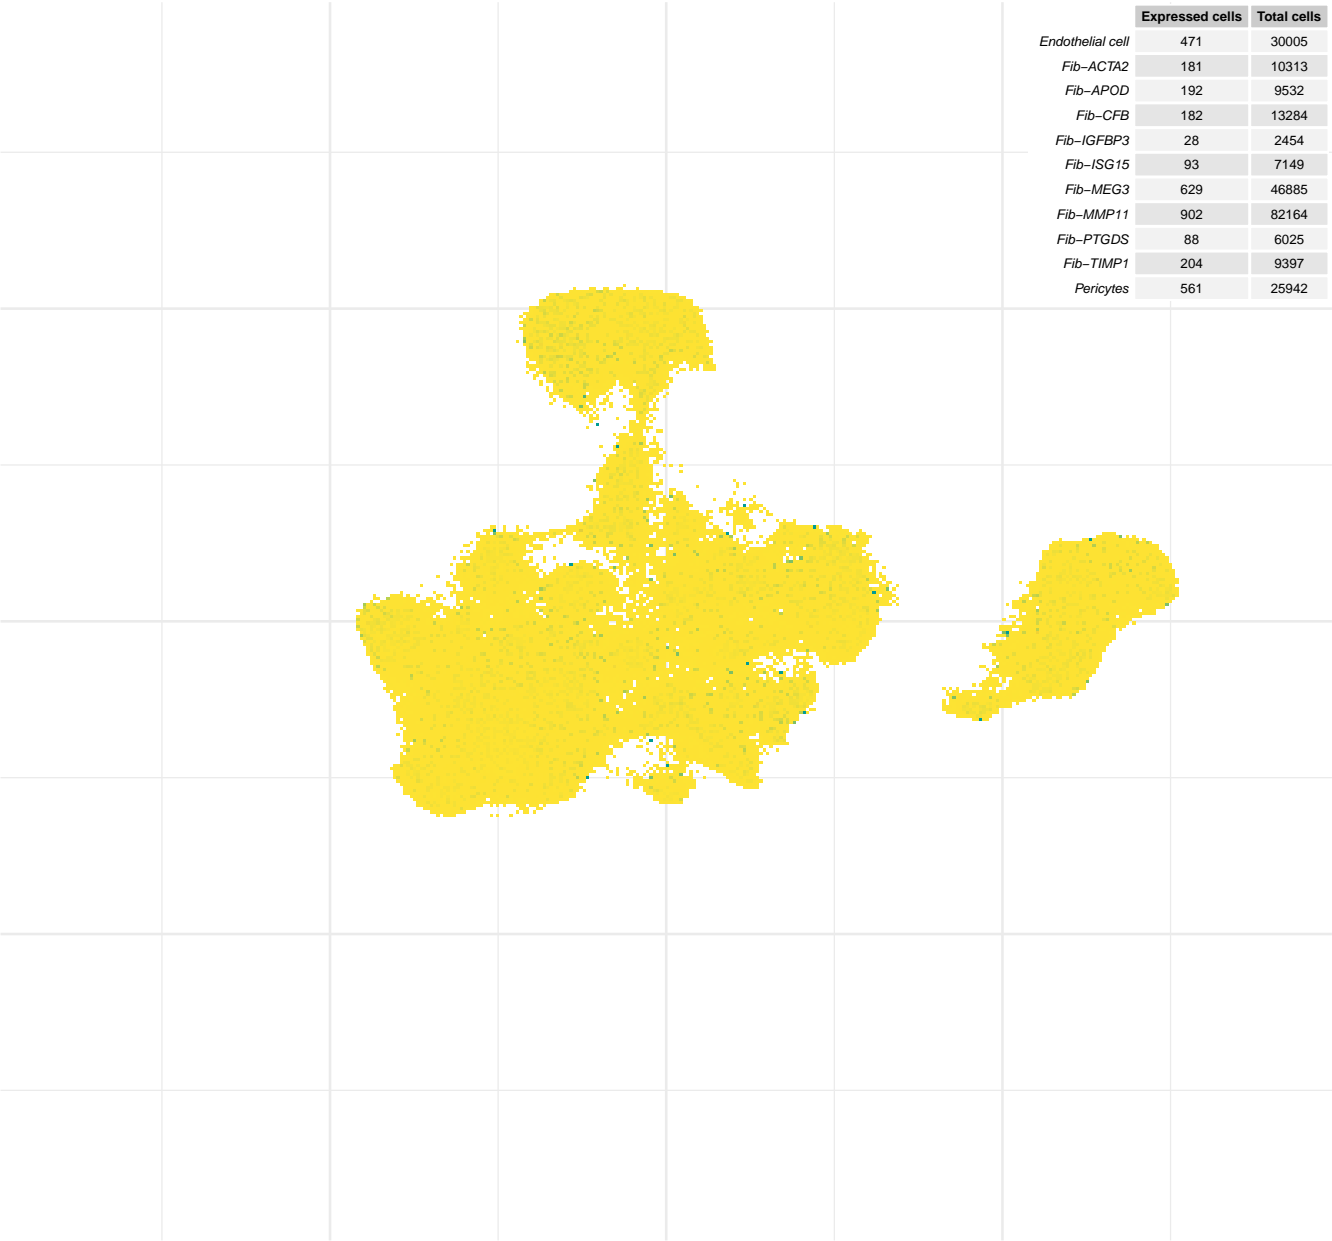 Expressed cells Total cells
Endothelial cell 471 30005
Fib−ACTA2 181 10313
Fib−APOD 192 9532
Fib−CFB 182 13284
Fib−IGFBP3 28 2454
Fib−ISG15 93 7149
Fib−MEG3 629 46885
Fib−MMP11 902 82164
Fib−PTGDS 88 6025
Fib−TIMP1 204 9397
Pericytes 561 25942